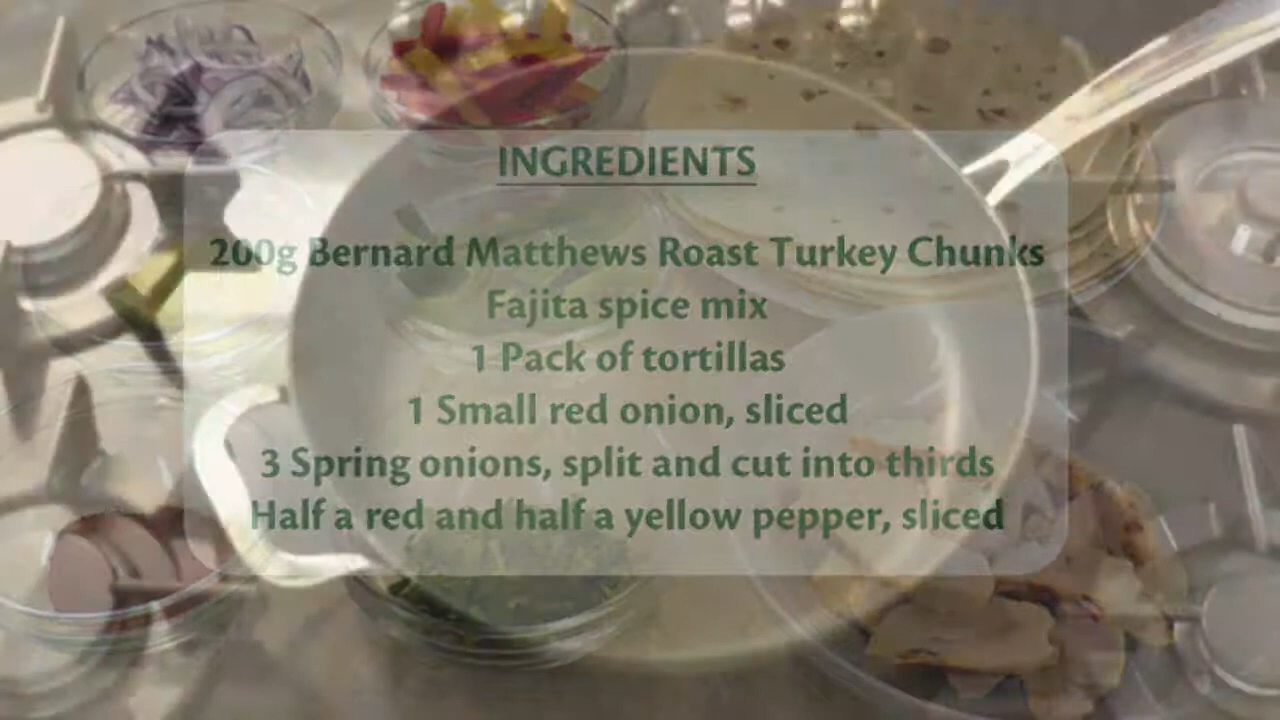 INGREDIENTS
200g Bernard Matthews Roast Turkey Chunks
Fajita spice mix
1 Pack of tortillas
1 Small red onion, sliced
3 Spring onions, split and cut into thirds
Half a red and half a yellow pepper, sliced